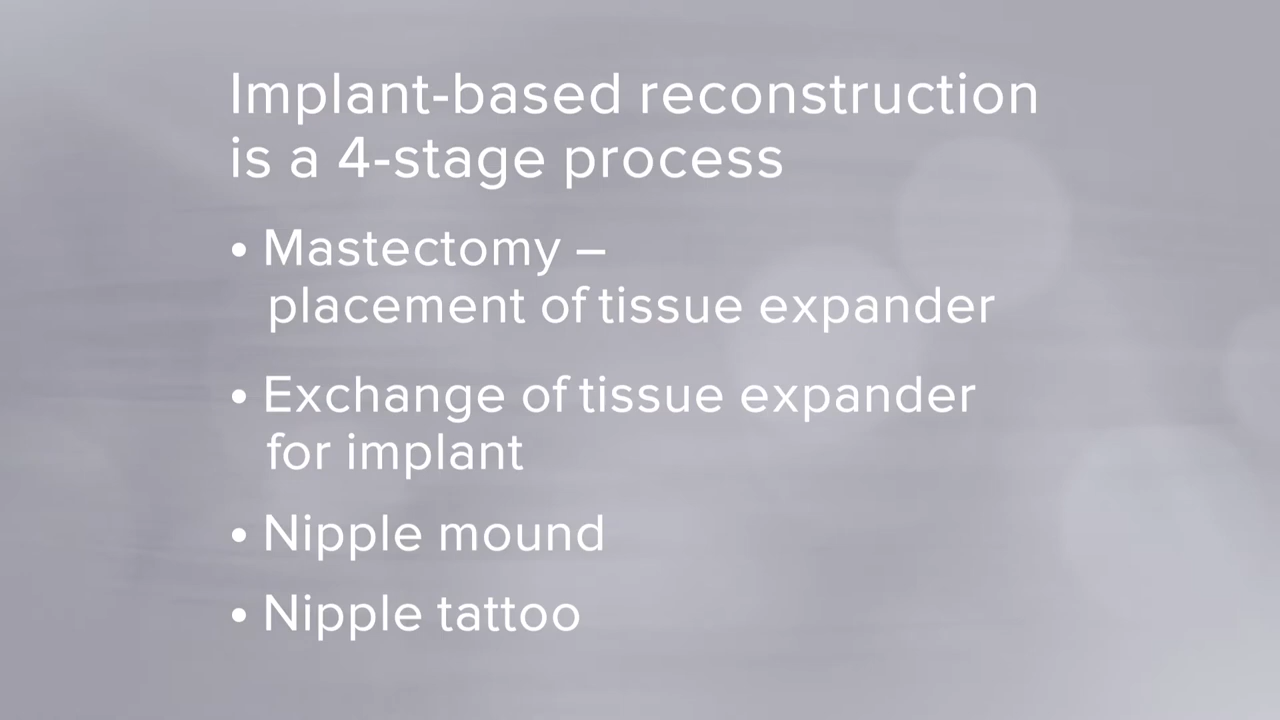 Implant-based reconstruction
is a 4-stage process
• Mastectomy –
placement of tissue expander
• Exchange of tissue expander
for implant
• Nipple mound
• Nipple tattoo